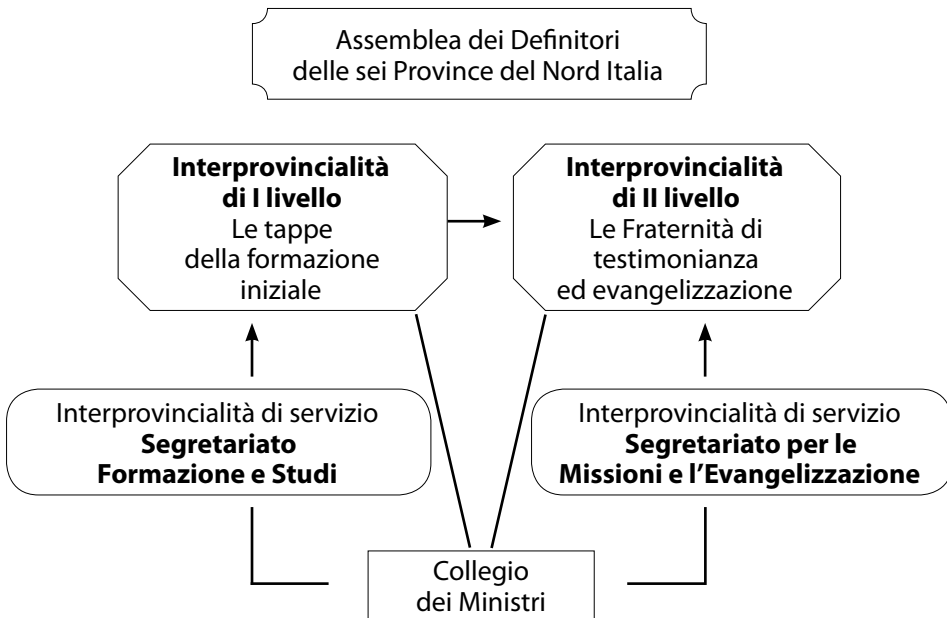 Assemblea dei Definitori
delle sei Province del Nord Italia
Interprovincialità
di I livello
Le tappe
della formazione
iniziale
Interprovincialità
di II livello
Le Fraternità di
testimonianza
ed evangelizzazione
Interprovincialità di servizio
Segretariato
Formazione e Studi
Interprovincialità di servizio
Segretariato per le
Missioni e l’Evangelizzazione
Collegio
dei Ministri